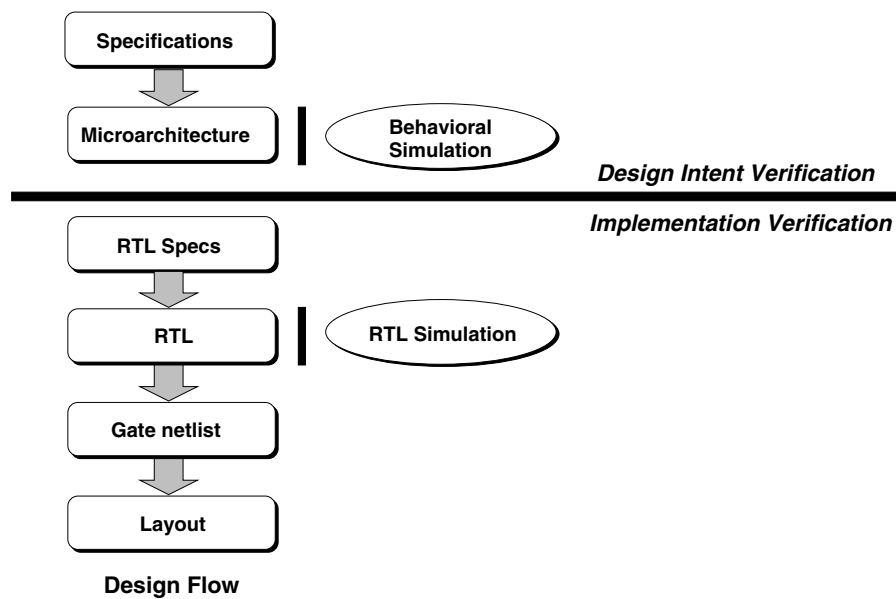 Specifications
Microarchitecture
Behavioral
Simulation
Design Intent Verification
Implementation Verification
RTL Specs
RTL
RTL Simulation
Gate netlist
Layout
Design Flow